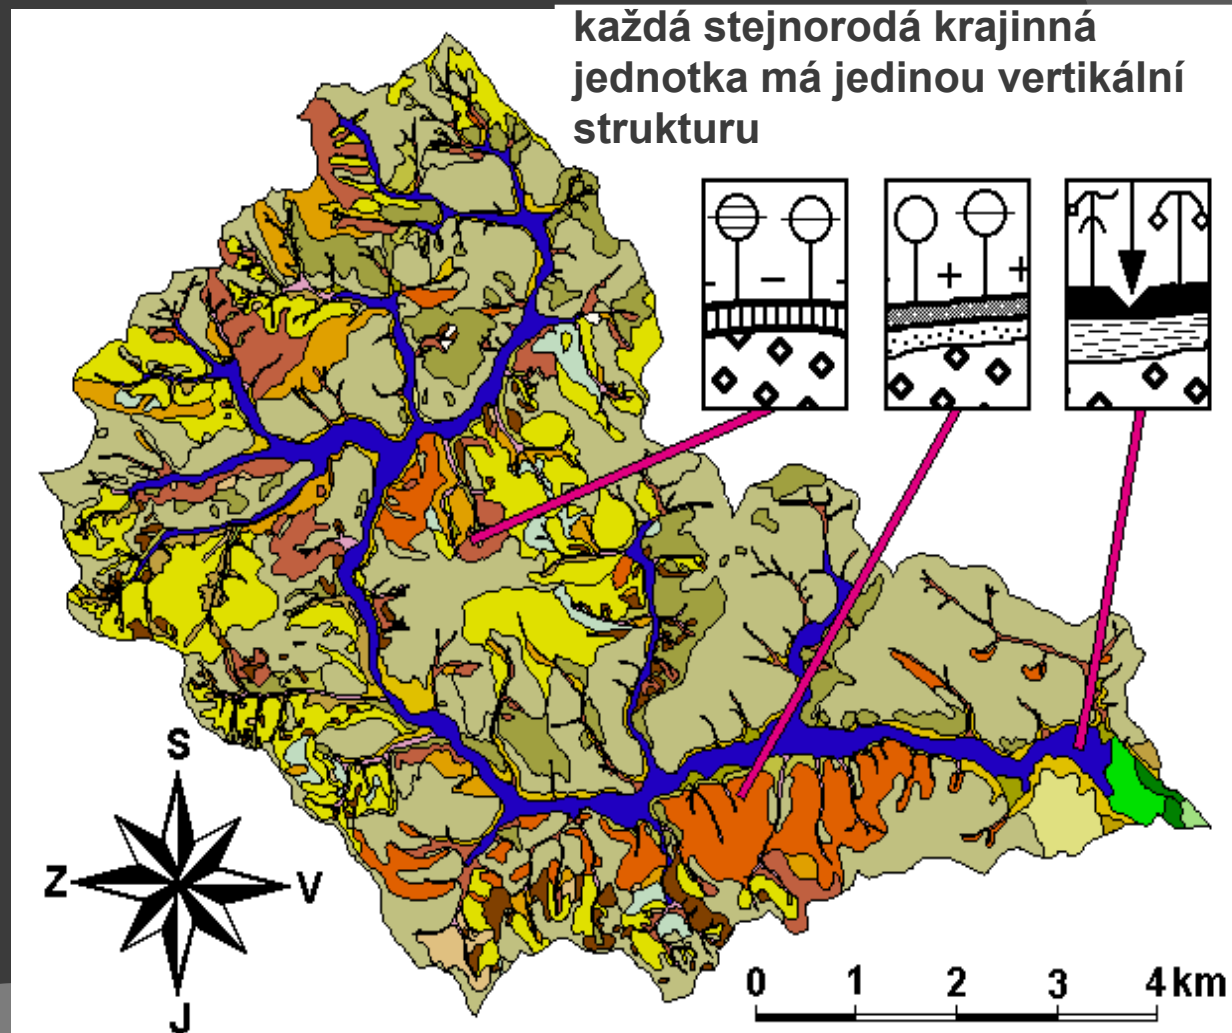 každá stejnorodá krajinná
jednotka má jedinou vertikální
strukturu
S
Z
V
J
0 1 2 3 4 km